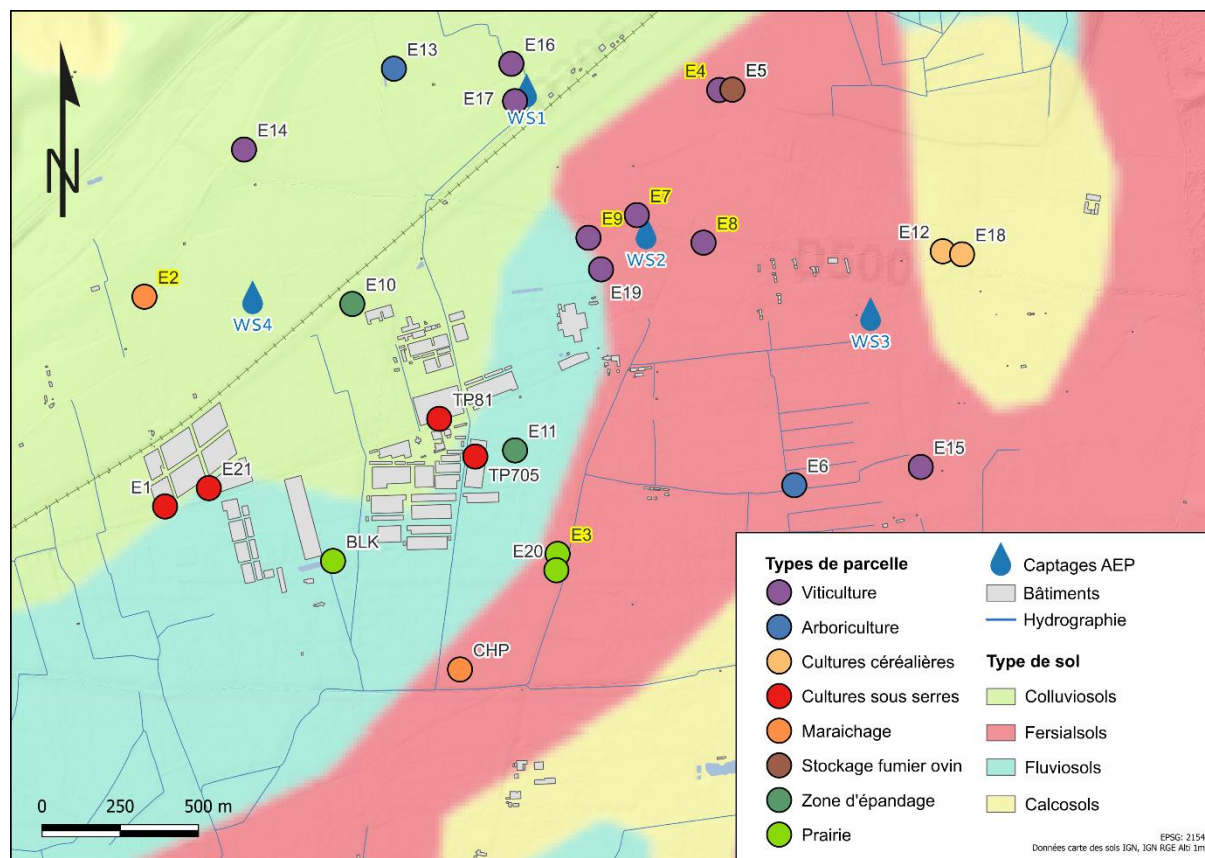 E13
E16
E4
E5
E17
WS1
E14
N
E7
E9
E8
E12
E18
WS2
E19
E2
E10
WS4
WS3
TP81
E11
TP705
E15
E6
E21
E1
BLK
E20
E3
CHP
0 250 500 m
Types de parcelle
Viticulture
Arboriculture
Cultures céréalières
Cultures sous serres
Maraichage
Stockage fumier ovin
Zone d'épandage
Prairie
Captages AEP
Bâtiments
Hydrographie
Type de sol
Colluviosols
Fersialsols
Fluviosols
Calcosols
EPSG: 2154
Données carte des sols IGN, IGN RGE Alti 1m